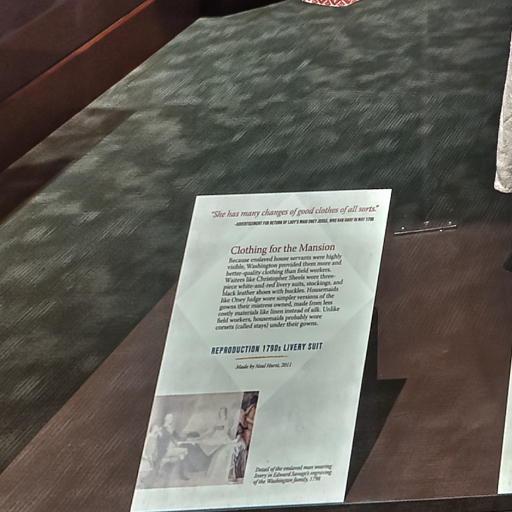 "She has many changes of good clothes of all sorts."
-ADVERTISEMENT FOR RETURN OF LADY'S MAID ONEY JUDGE, WHO RAN AWAY IN MAY 1796
Clothing for the Mansion
Because enslaved house servants were highly
visible, Washington provided them more and
better-quality clothing than field workers.
Waiters like Christopher Sheels wore three-
piece white-and-red livery suits, stockings, and
black leather shoes with buckles. Housemaids
like Oney Judge wore simpler versions of the
gowns their mistress owned, made from less
costly materials like linen instead of silk. Unlike
field workers, housemaids probably wore
corsets (called stays) under their gowns.
REPRODUCTION 1790s LIVERY SUIT
Made by Neal Hurst, 2011
Detail of the enslaved man wearing
livery in Edward Savage's engraving
of the Washington family, 1798